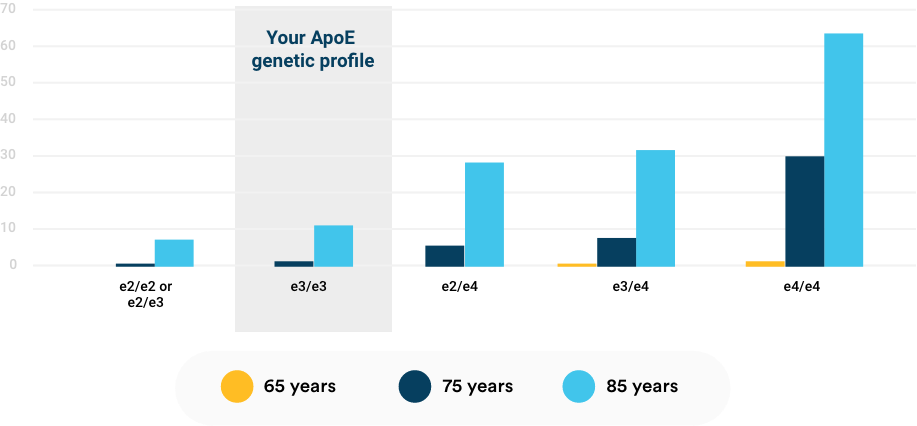 70
Your ApoE
genetic profile
60
50
40
30
20
10
0
e2/e2 or
e2/e3
e3/e3
e2/e4
e3/e4
e4/e4
65 years
75 years
85 years